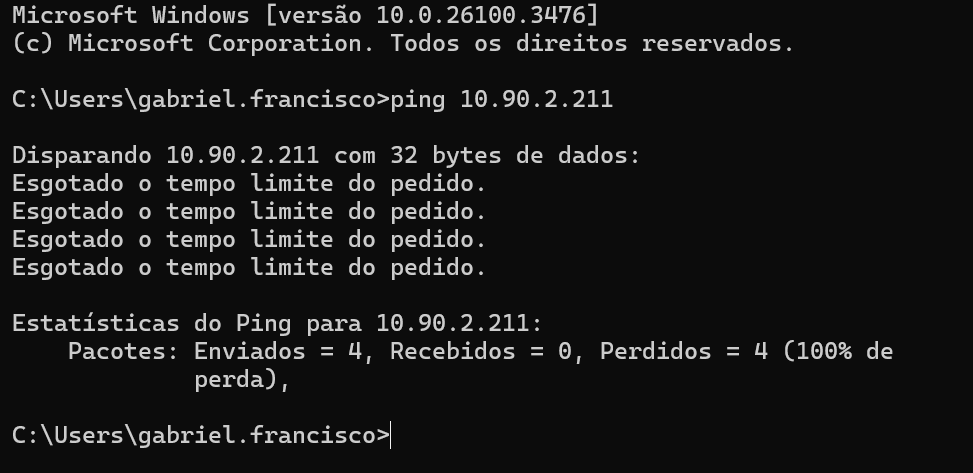 Microsoft Windows [versão 10.0.26100.3476]
(c) Microsoft Corporation. Todos os direitos reservados.
C:\Users\gabriel.francisco>ping 10.90.2.211
Disparando 10.90.2.211 com 32 bytes de dados:
Esgotado o tempo limite do pedido.
Esgotado o tempo limite do pedido.
Esgotado o tempo limite do pedido.
Esgotado o tempo limite do pedido.
Estatísticas do Ping para 10.90.2.211:
Pacotes: Enviados = 4, Recebidos = 0, Perdidos = 4 (100% de
perda),
C:\Users\gabriel.francisco>